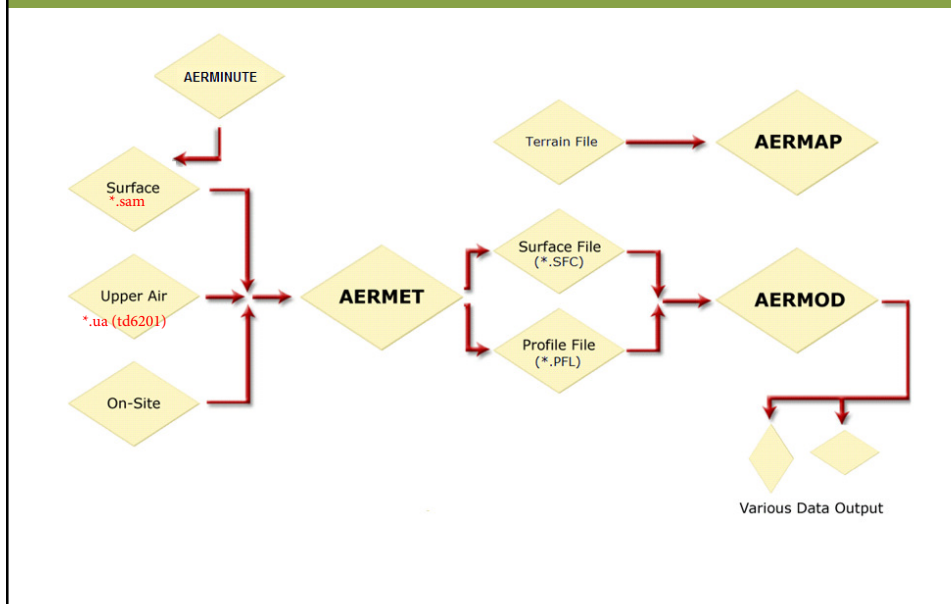 AERMINUTE
Surface
*.sam
Upper Air
*.ua (td6201)
On-Site
AERMET
Terrain File
AERMAP
Surface File
(*.SFC)
Profile File
(*.PFL)
AERMOD
Various Data Output